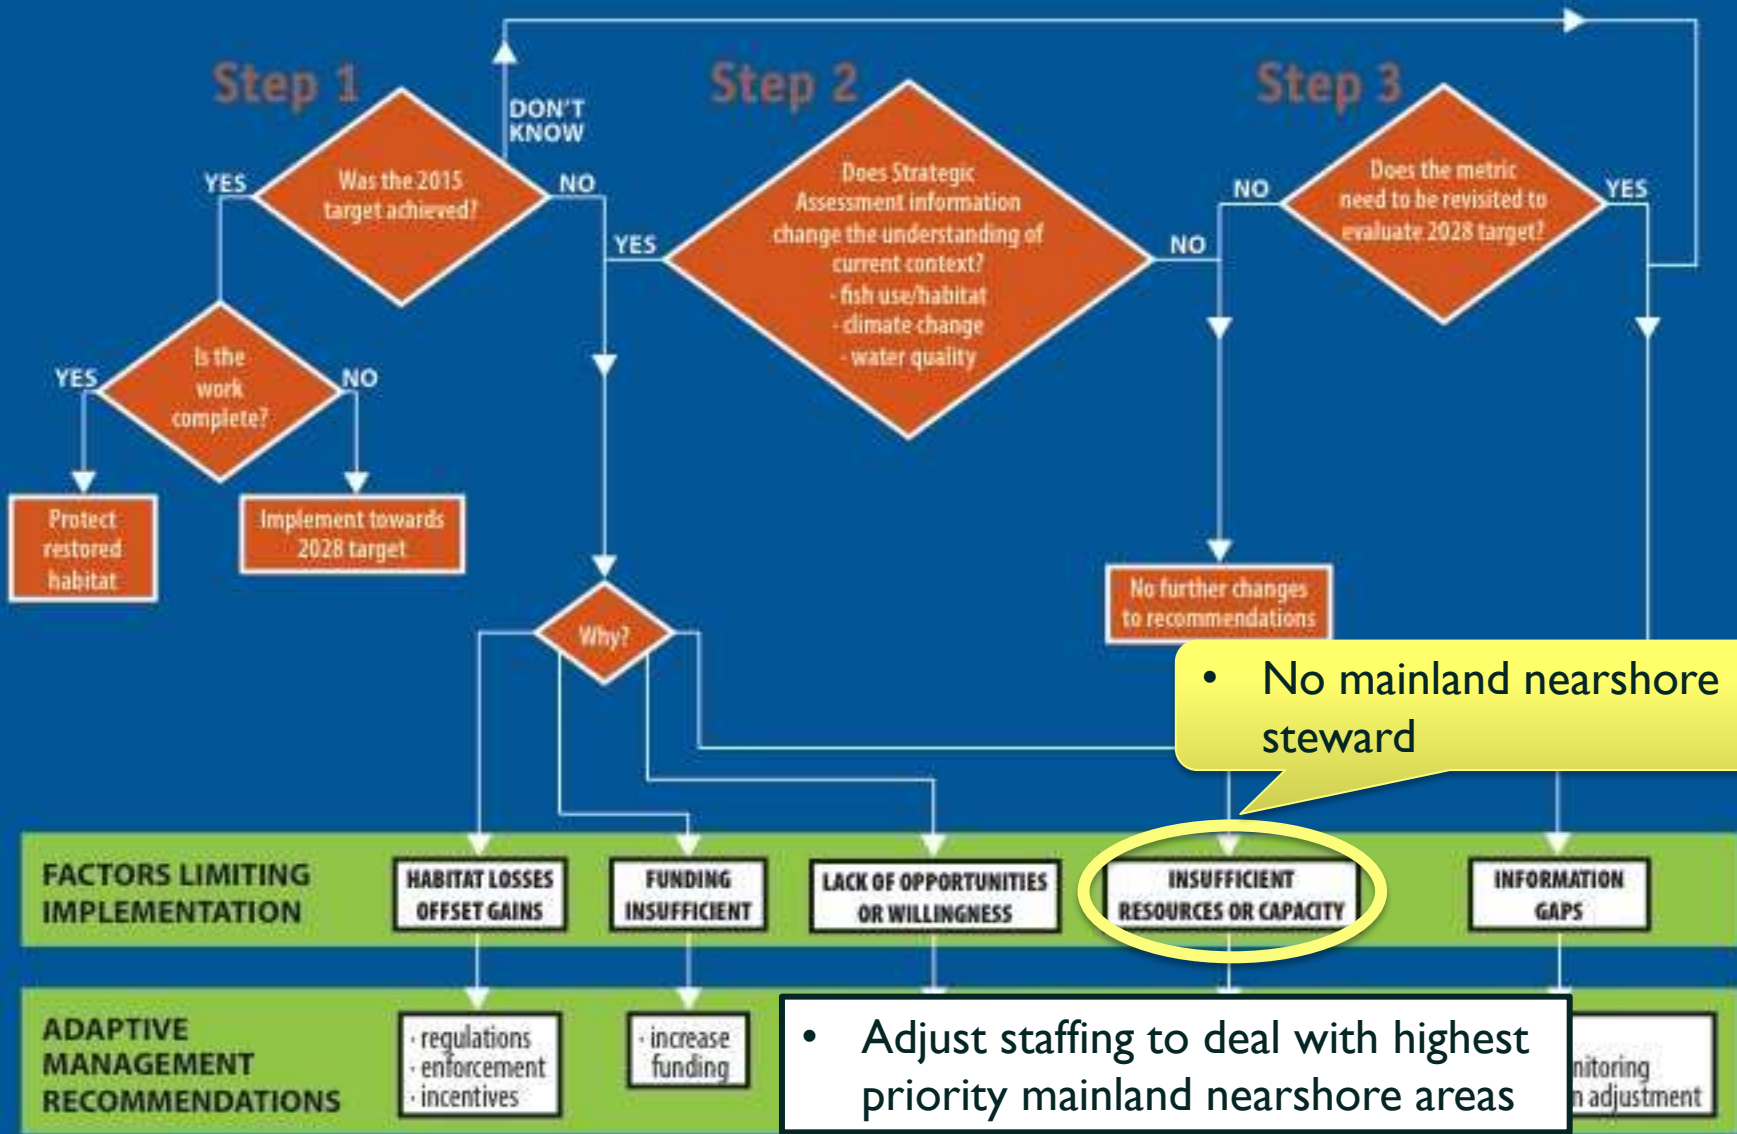 Step 1
Step 2
Step 3
DON'T
KNOW
YES
Was the 2015
target achieved?
NO
YES
Does Strategic
Assessment information
change the understanding of
current context?
- fish use/habitat
- climate change
- water quality
NO
NO
Does the metric
need to be revisited to
evaluate 2028 target?
YES
YES
Is the
work
complete?
NO
Protect
restored
habitat
Implement towards
2028 target
Why?
No further changes
to recommendations
• No mainland nearshore
steward
FACTORS LIMITING
IMPLEMENTATION
HABITAT LOSSES
OFFSET GAINS
FUNDING
INSUFFICIENT
LACK OF OPPORTUNITIES
OR WILLINGNESS
INSUFFICIENT
RESOURCES OR CAPACITY
INFORMATION
GAPS
ADAPTIVE
MANAGEMENT
RECOMMENDATIONS
· regulations
· enforcement
· incentives
· increase
funding
• Adjust staffing to deal with highest
priority mainland nearshore areas
nitoring
adjustment